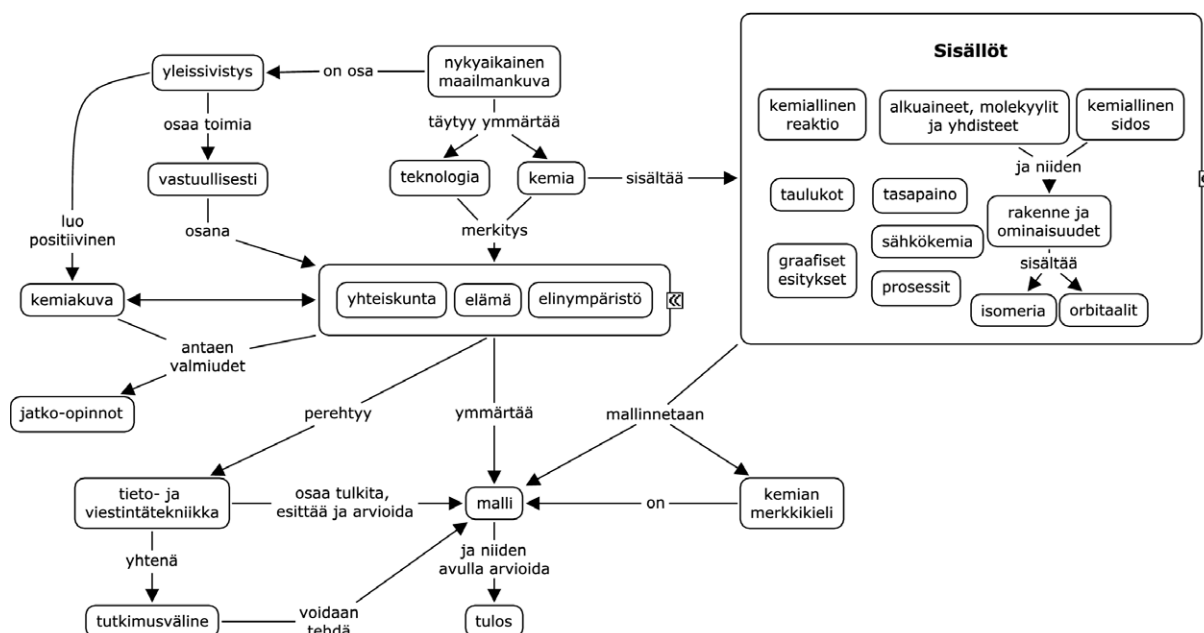 yleissivistys
on osa
nykyaikainen
maailmankuva
osaa toimia
täytyy ymmärtää
vastuullisesti
teknologia
kemia
sisältää
luo
positiivinen
osana
merkitys
kemiakuva
yhteiskunta
elämä
elinympäristö
antaen
valmiudet
jatko-opinnot
Sisällöt
kemiallinen
reaktio
alkuaineet, molekyylit
ja yhdisteet
kemiallinen
sidos
ja niiden
taulukot
tasapaino
rakenne ja
ominaisuudet
sähkökemia
graafiset
esitykset
sisältää
prosessit
isomeria
orbitaalit
perehtyy
ymmärtää
mallinnetaan
tieto- ja
viestintätekniikka
osaa tulkita,
esittää ja arvioida
malli
on
kemian
merkkikieli
yhtenä
ja niiden
avulla arvioida
tutkimusväline
voidaan
tehdä
tulos